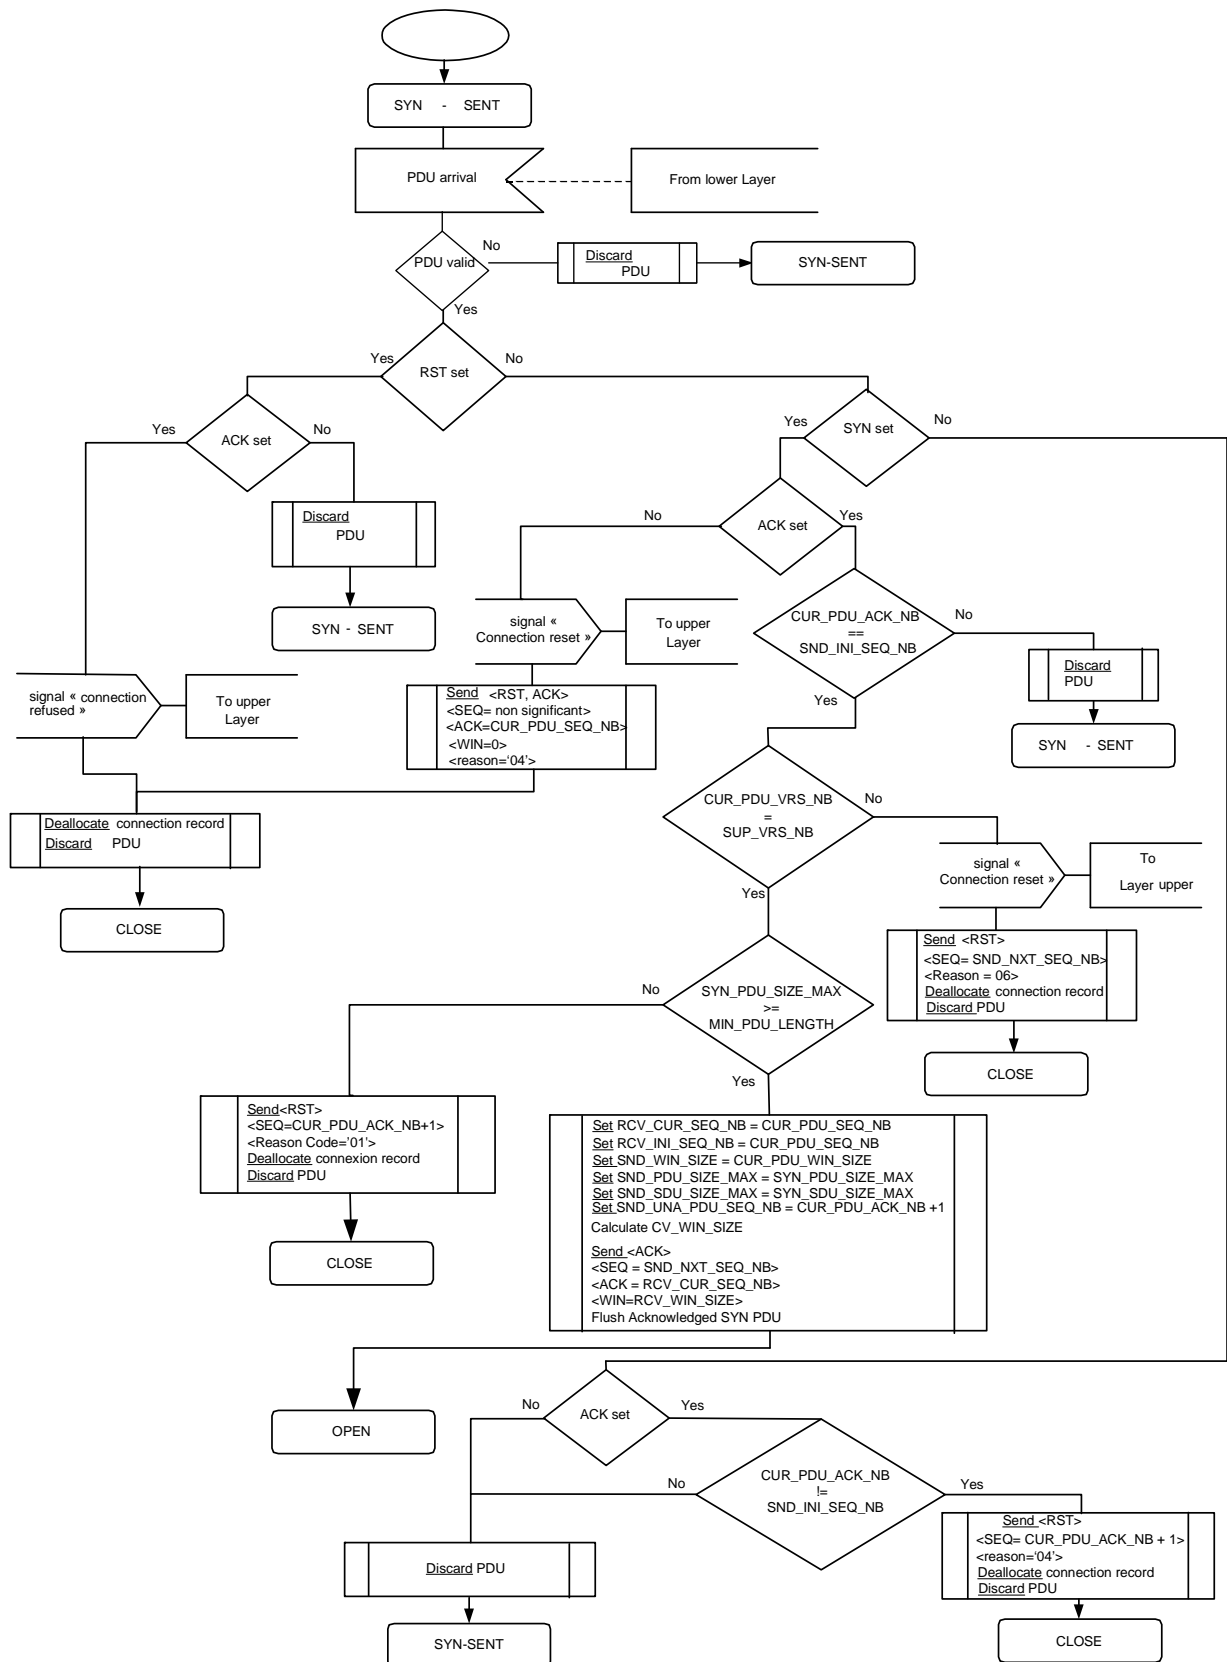 SYN - SENT
PDU arrival
From lower Layer
PDU valid
No
Discard
PDU
SYN-SENT
Yes
RST set
Yes
No
ACK set
Yes
No
Discard
PDU
SYN - SENT
signal « connection
refused »
To upper
Layer
SYN set
Yes
No
ACK set
No
Yes
signal «
Connection reset »
To upper
Layer
Send <RST, ACK>
<SEQ= non significant>
<ACK=CUR_PDU_SEQ_NB>
<WIN=0>
<reason=‘04’>
Deallocate connection record
Discard PDU
CLOSE
CUR_PDU_ACK_NB
==
SND_INI_SEQ_NB
No
Discard
PDU
SYN - SENT
Yes
CUR_PDU_VRS_NB
=
SUP_VRS_NB
No
signal «
Connection reset »
To
Layer upper
Send <RST>
<SEQ= SND_NXT_SEQ_NB>
<Reason = 06>
Deallocate connection record
Discard PDU
CLOSE
Yes
SYN_PDU_SIZE_MAX
>=
MIN_PDU_LENGTH
No
Send<RST>
<SEQ=CUR_PDU_ACK_NB+1>
<Reason Code=‘01’>
Deallocate connexion record
Discard PDU
CLOSE
Yes
Set RCV_CUR_SEQ_NB = CUR_PDU_SEQ_NB
Set RCV_INI_SEQ_NB = CUR_PDU_SEQ_NB
Set SND_WIN_SIZE = CUR_PDU_WIN_SIZE
Set SND_PDU_SIZE_MAX = SYN_PDU_SIZE_MAX
Set SND_SDU_SIZE_MAX = SYN_SDU_SIZE_MAX
Set SND_UNA_PDU_SEQ_NB = CUR_PDU_ACK_NB +1
Calculate CV_WIN_SIZE
Send <ACK>
<SEQ = SND_NXT_SEQ_NB>
<ACK = RCV_CUR_SEQ_NB>
<WIN=RCV_WIN_SIZE>
Flush Acknowledged SYN PDU
OPEN
ACK set
No
Yes
CUR_PDU_ACK_NB
!=
SND_INI_SEQ_NB
No
Yes
Discard PDU
SYN-SENT
Send <RST>
<SEQ= CUR_PDU_ACK_NB + 1>
<reason=‘04’>
Deallocate connection record
Discard PDU
CLOSE